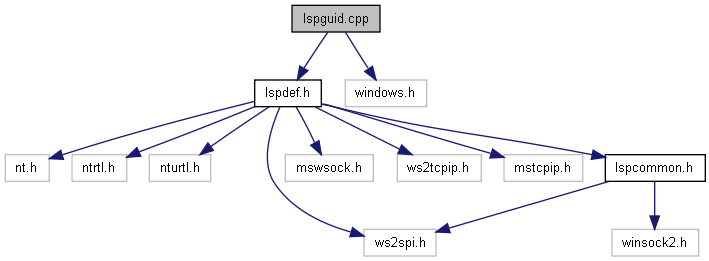 lspguid.cpp
lspdef.h
windows.h
nt.h
ntrtl.h
nturtl.h
mswsock.h
ws2tcpip.h
mstcpip.h
lspcommon.h
ws2spi.h
winsock2.h